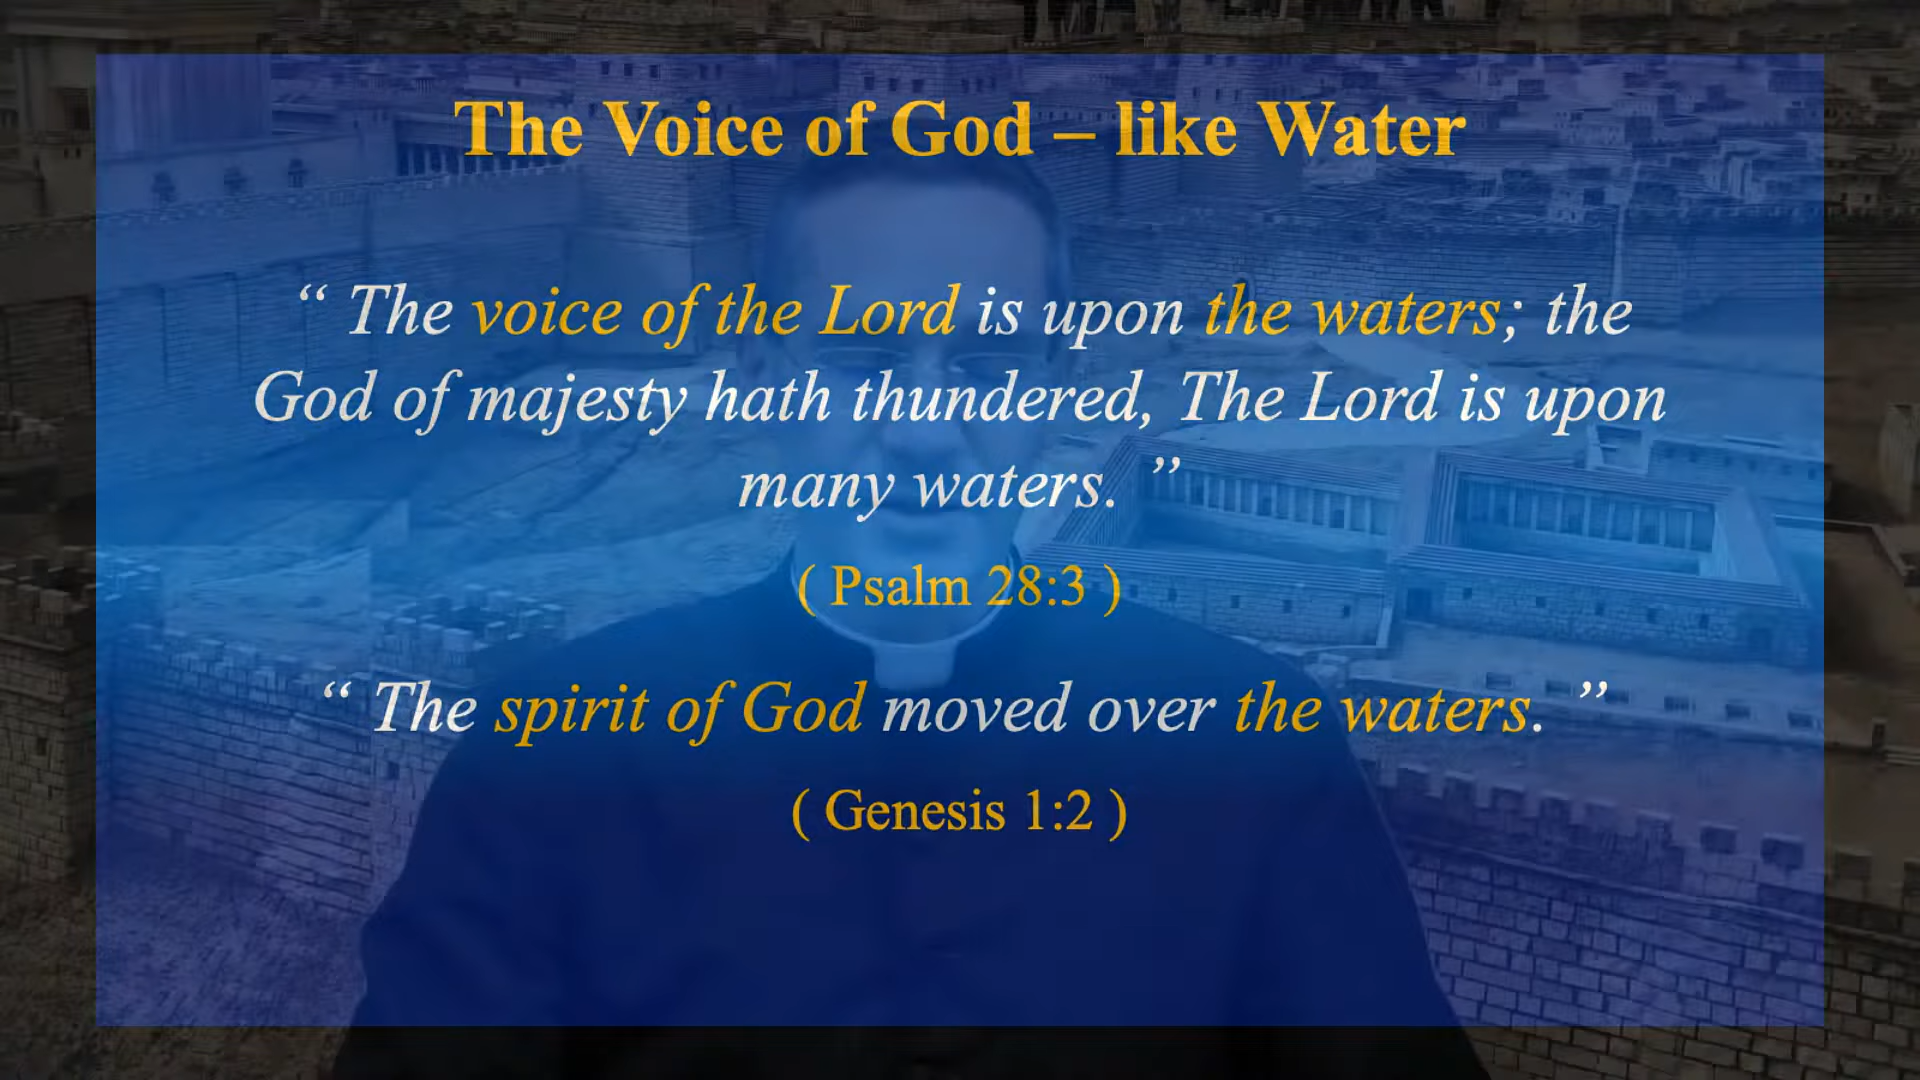 The Voice of God – like Water
“ The voice of the Lord is upon the waters; the
God of majesty hath thundered, The Lord is upon
many waters. ”
( Psalm 28:3 )
“ The spirit of God moved over the waters. ”
( Genesis 1:2 )